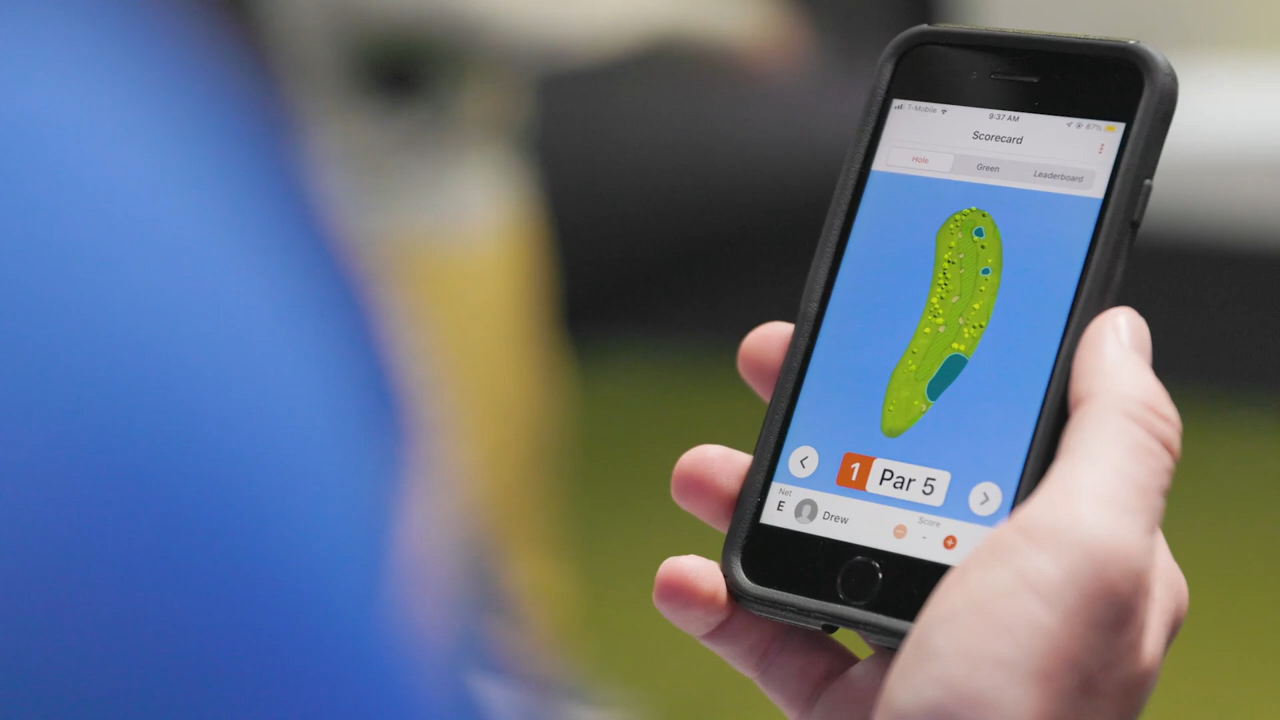 T-Mobile 9:37 AM 87%
Scorecard
Hole Green Leaderboard
1 Par 5
Net Score
E Drew -